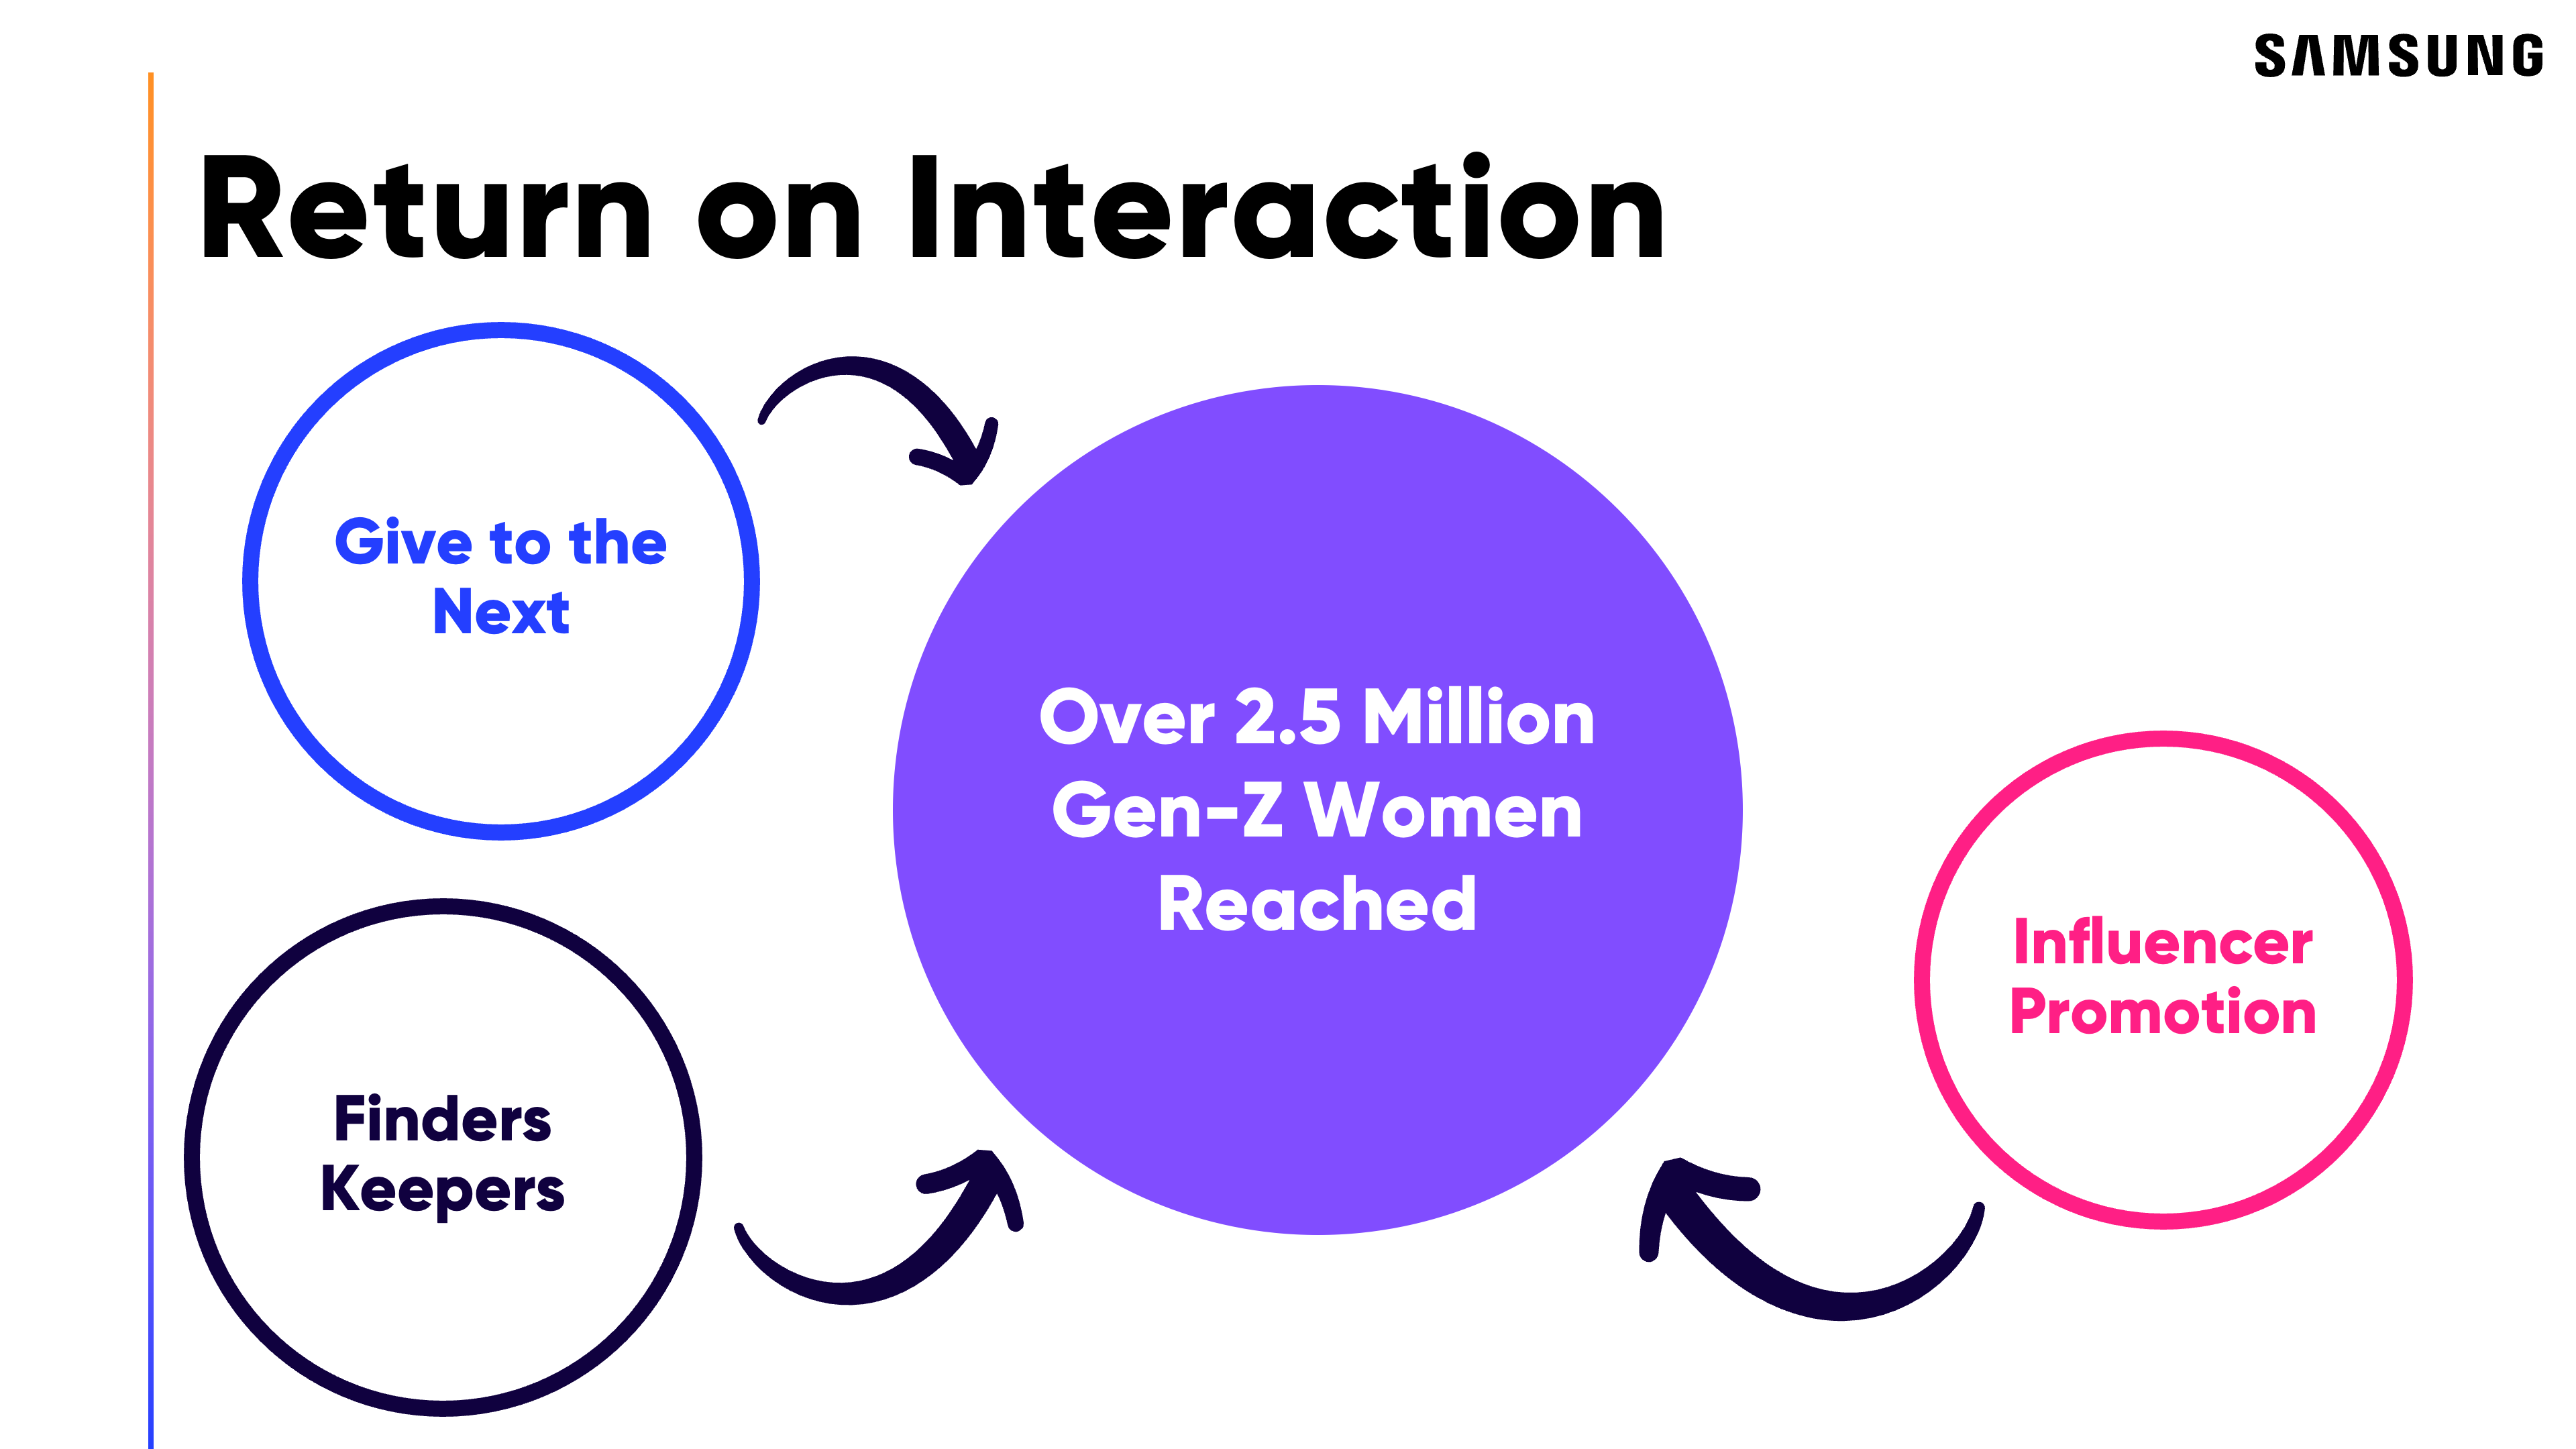 SAMSUNG
Return on Interaction
Give to the
Next
Over 2.5 Million
Gen-Z Women
Reached
Influencer
Promotion
Finders
Keepers